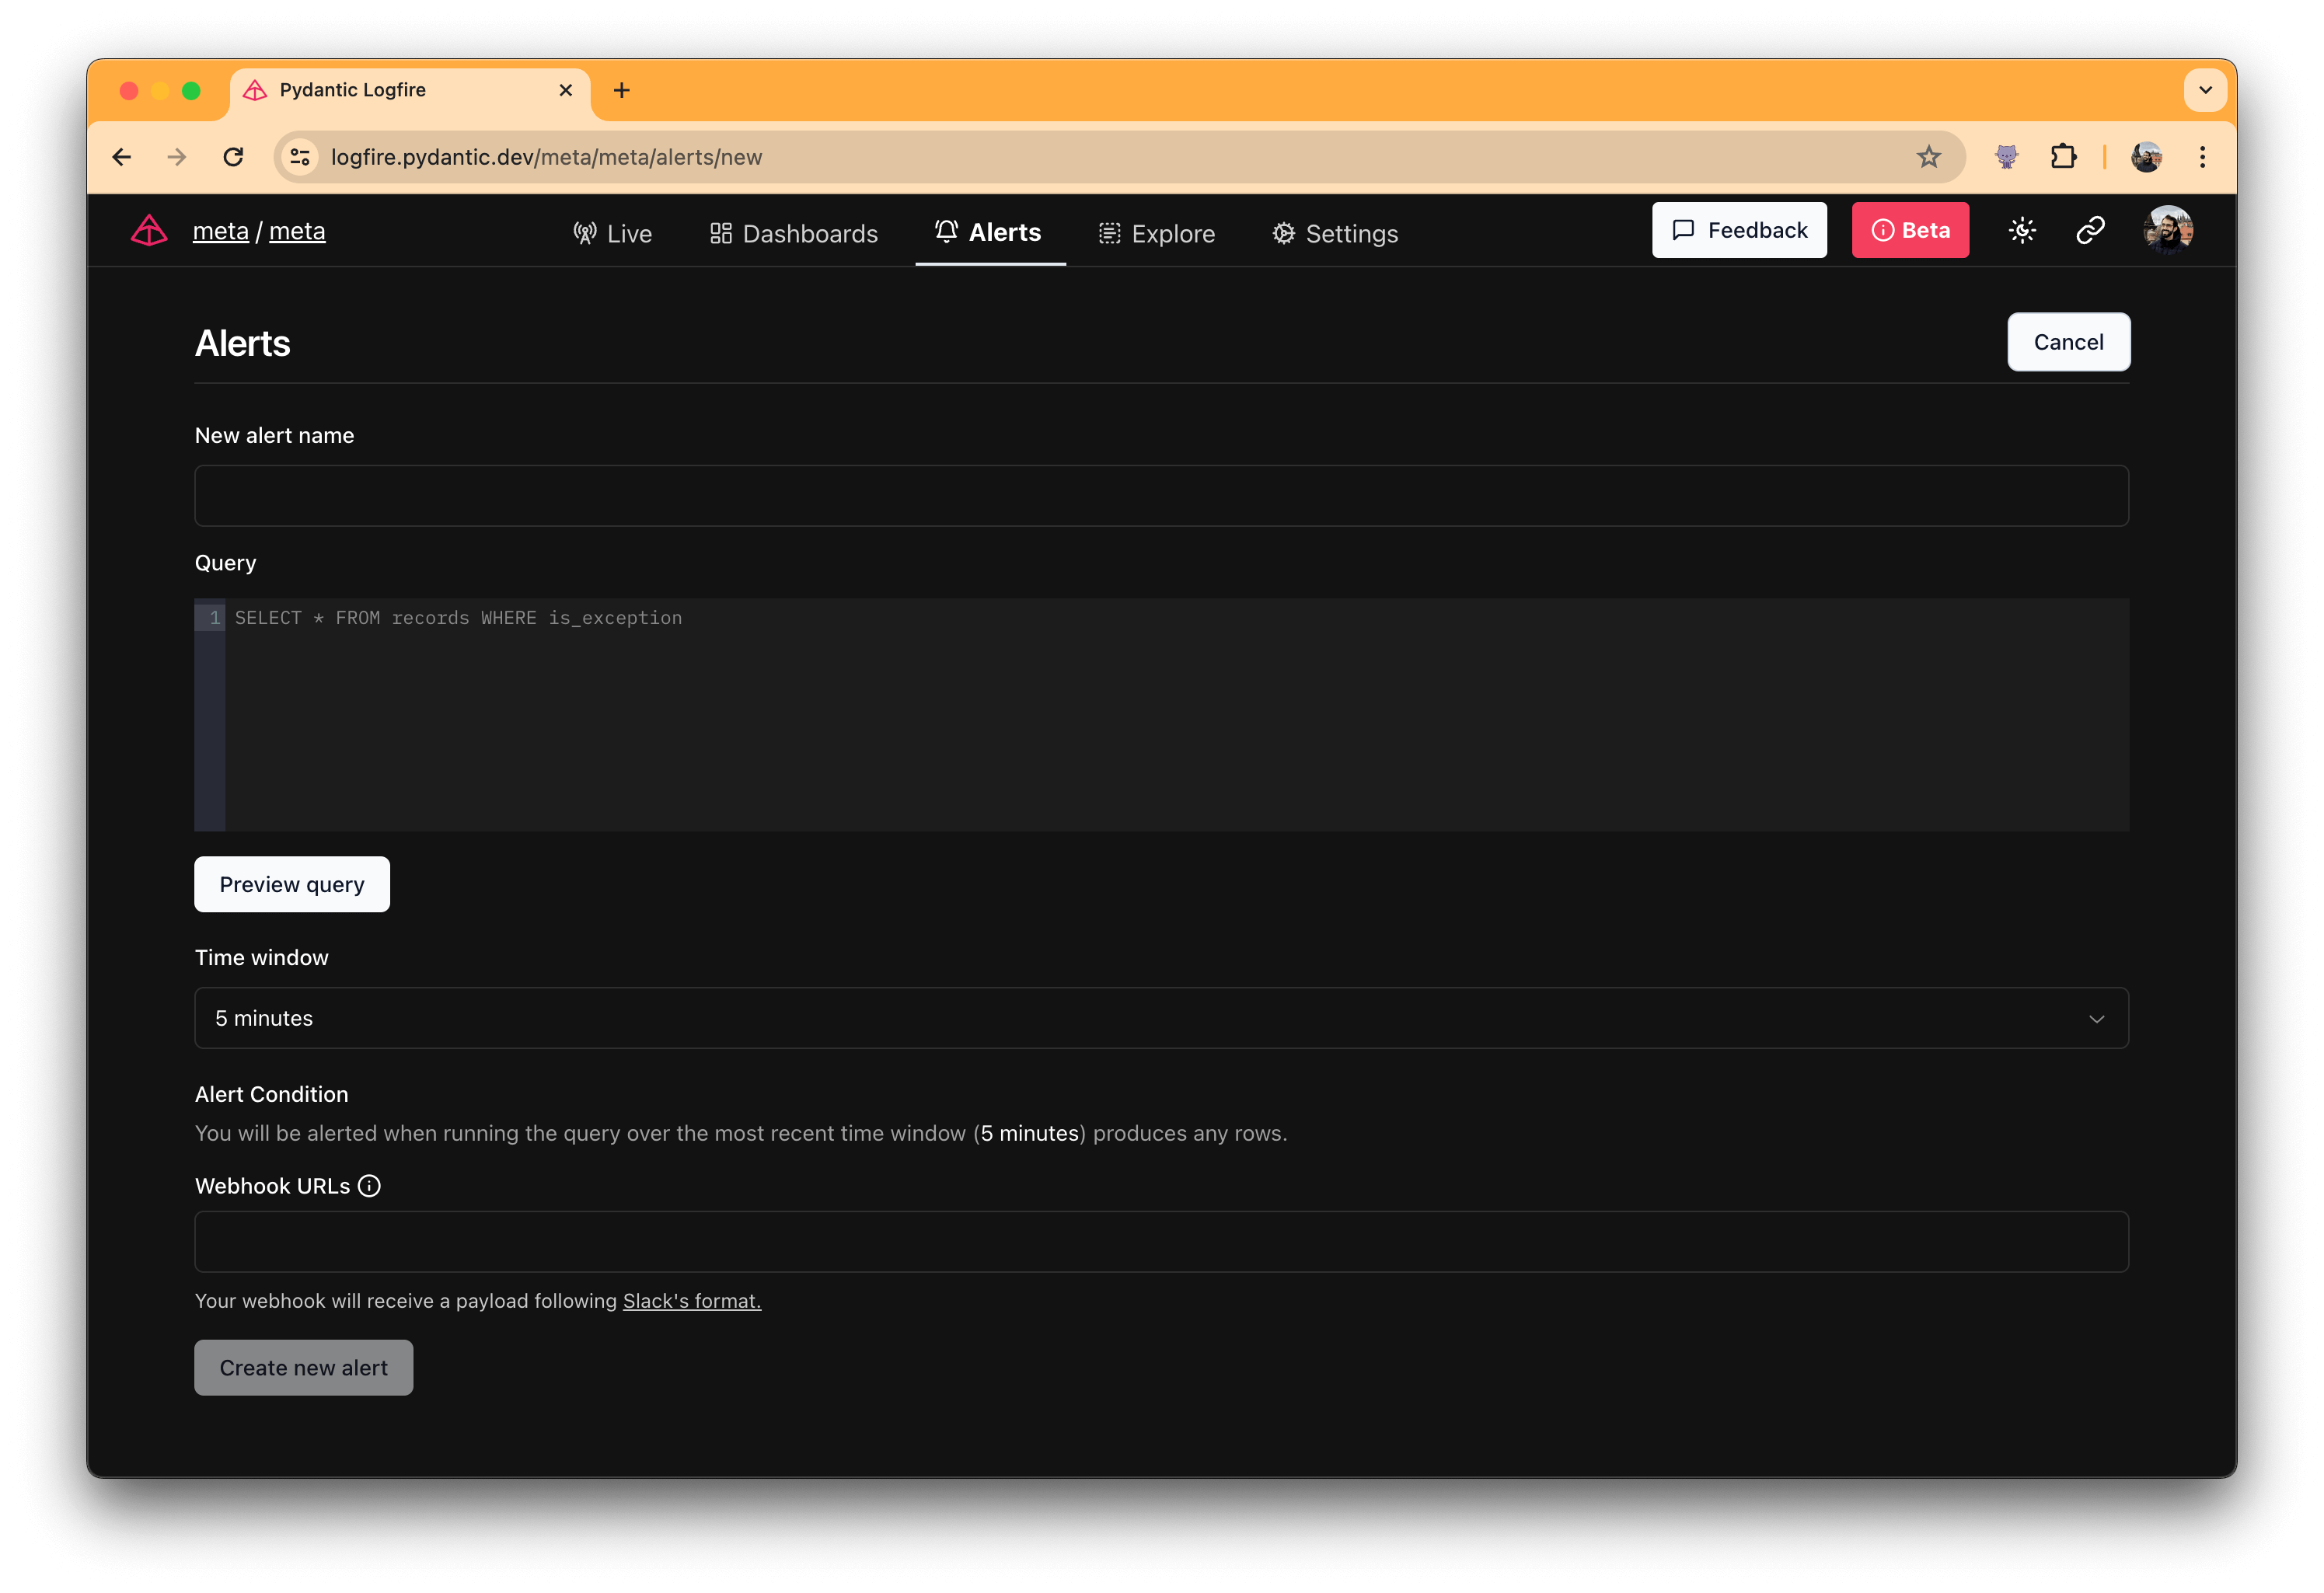 Pydantic Logfire
logfire.pydantic.dev/meta/meta/alerts/new
meta / meta
Live
Dashboards
Alerts
Explore
Settings
Feedback
Beta
Alerts
Cancel
New alert name
Query
1 SELECT * FROM records WHERE is_exception
Preview query
Time window
5 minutes
Alert Condition
You will be alerted when running the query over the most recent time window (5 minutes) produces any rows.
Webhook URLs
Your webhook will receive a payload following Slack's format.
Create new alert